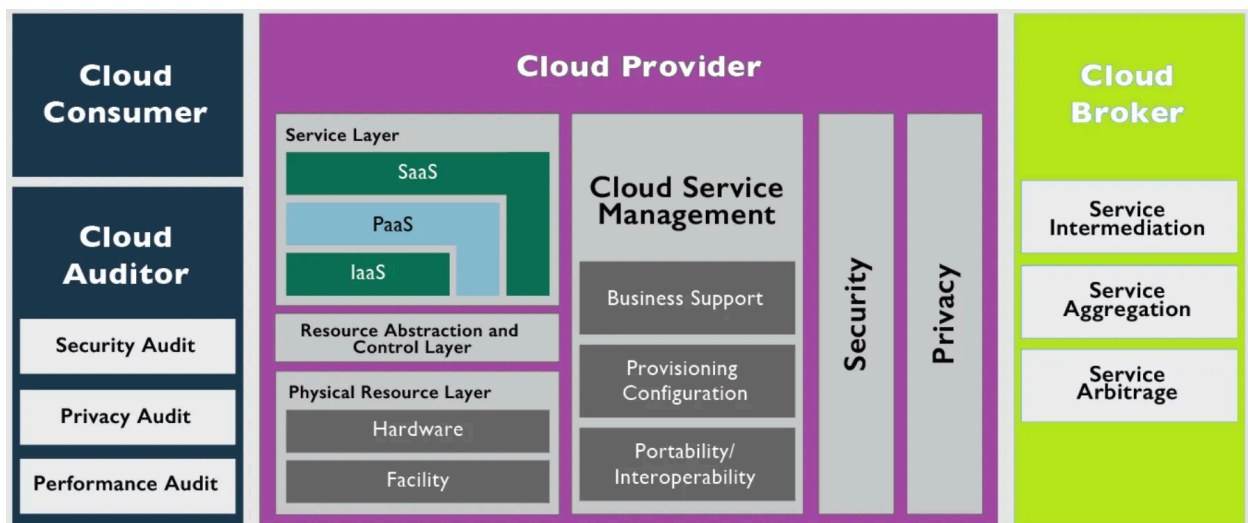 Cloud
Consumer
Cloud
Auditor
Security Audit
Privacy Audit
Performance Audit
Cloud Provider
Service Layer
SaaS
PaaS
IaaS
Resource Abstraction and
Control Layer
Physical Resource Layer
Hardware
Facility
Cloud Service
Management
Business Support
Provisioning
Configuration
Portability/
Interoperability
Security
Privacy
Cloud
Broker
Service
Intermediation
Service
Aggregation
Service
Arbitrage